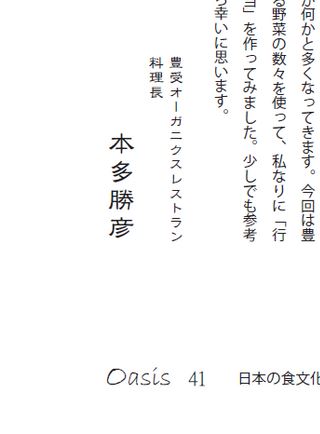 が何かと多くなってきます。今回は豊
る野菜の数々を使って、私なりに「行
ヨ」を作ってみました。少しでも参考
ら幸いに思います。
豊受オーガニクスレストラン
料理長
本多勝彦
Oasis 41 日本の食文化